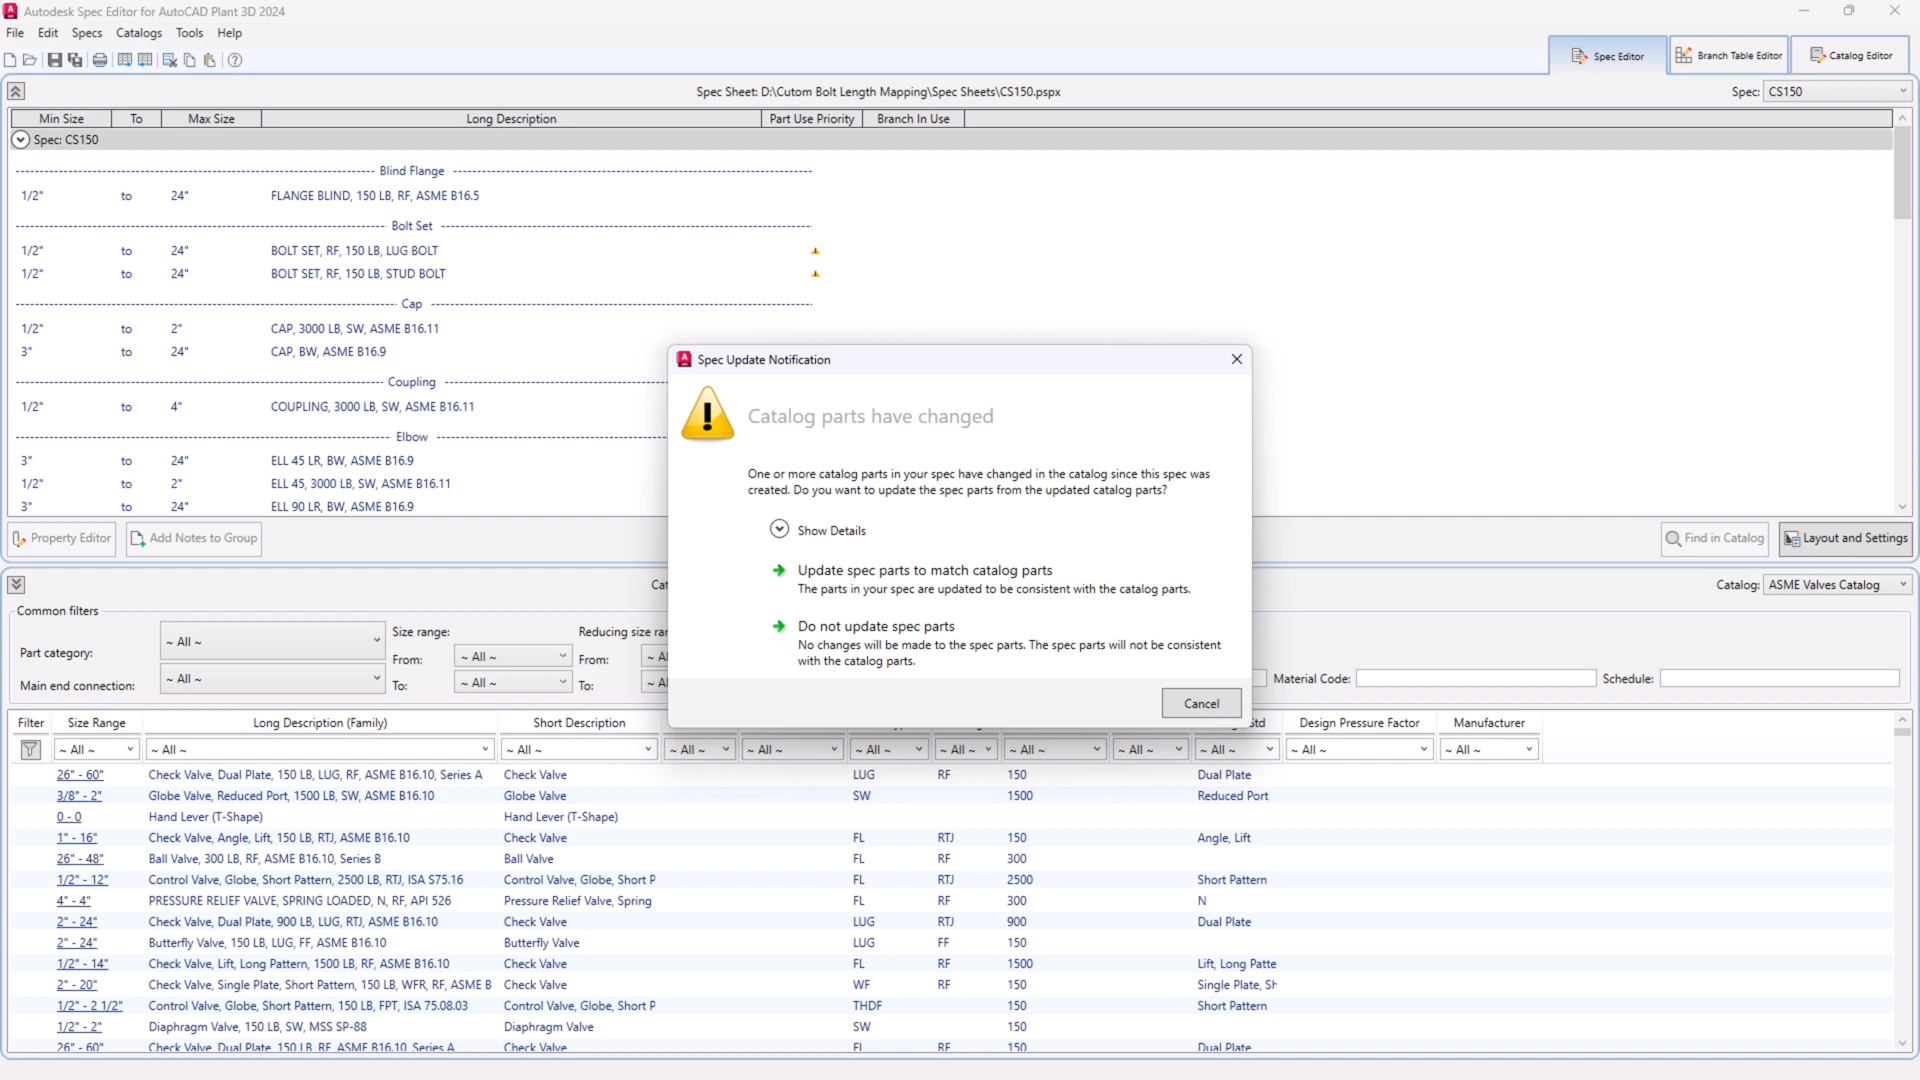 Autodesk Spec Editor for AutoCAD Plant 3D 2024
File Edit Specs Catalogs Tools Help
Spec Editor Branch Table Editor Catalog Editor
Spec Sheet: D:\Cutom Bolt Length Mapping\Spec Sheets\CS150.pspx Spec: CS150
Min Size To Max Size Long Description Part Use Priority Branch In Use
Spec: CS150
Blind Flange
1/2" to 24" FLANGE BLIND, 150 LB, RF, ASME B16.5
Bolt Set
1/2" to 24" BOLT SET, RF, 150 LB, LUG BOLT
1/2" to 24" BOLT SET, RF, 150 LB, STUD BOLT
Cap
1/2" to 2" CAP, 3000 LB, SW, ASME B16.11
3" to 24" CAP, BW, ASME B16.9
Coupling
1/2" to 4" COUPLING, 3000 LB, SW, ASME B16.11
Elbow
3" to 24" ELL 45 LR, BW, ASME B16.9
1/2" to 2" ELL 45, 3000 LB, SW, ASME B16.11
3" to 24" ELL 90 LR, BW, ASME B16.9
Property Editor Add Notes to Group Find in Catalog Layout and Settings
Spec Update Notification
Catalog parts have changed
One or more catalog parts in your spec have changed in the catalog since this spec was
created. Do you want to update the spec parts from the updated catalog parts?
Show Details
Update spec parts to match catalog parts
The parts in your spec are updated to be consistent with the catalog parts.
Do not update spec parts
No changes will be made to the spec parts. The spec parts will not be consistent
with the catalog parts.
Cancel
Catalog: ASME Valves Catalog
Common filters
Part category: ~ All ~ Size range: Reducing size
From: ~ All ~ From:
Main end connection: ~ All ~ To: ~ All ~ To: Material Code: Schedule:
Filter Size Range Long Description (Family) Short Description Design Pressure Factor Manufacturer
~ All ~ ~ All ~ ~ All ~ ~ All ~ ~ All ~ ~ All ~ ~ All ~ ~ All ~ ~ All ~ ~ All ~ ~ All ~ ~ All ~
26" - 60" Check Valve, Dual Plate, 150 LB, LUG, RF, ASME B16.10, Series A Check Valve LUG RF 150 Dual Plate
3/8" - 2" Globe Valve, Reduced Port, 1500 LB, SW, ASME B16.10 Globe Valve SW 1500 Reduced Port
0 - 0 Hand Lever (T-Shape) Hand Lever (T-Shape)
1" - 16" Check Valve, Angle, Lift, 150 LB, RTJ, ASME B16.10 Check Valve FL RTJ 150 Angle, Lift
26" - 48" Ball Valve, 300 LB, RF, ASME B16.10, Series B Ball Valve FL RF 300
1/2" - 12" Control Valve, Globe, Short Pattern, 2500 LB, RTJ, ISA S75.16 Control Valve, Globe, Short P FL RTJ 2500 Short Pattern
4" - 4" PRESSURE RELIEF VALVE, SPRING LOADED, N, RF, API 526 Pressure Relief Valve, Spring FL RF 300 N
2" - 24" Check Valve, Dual Plate, 900 LB, LUG, RTJ, ASME B16.10 Check Valve LUG RTJ 900 Dual Plate
2" - 24" Butterfly Valve, 150 LB, LUG, FF, ASME B16.10 Butterfly Valve LUG FF 150
1/2" - 14" Check Valve, Lift, Long Pattern, 1500 LB, RF, ASME B16.10 Check Valve FL RF 1500 Lift, Long Patte
2" - 20" Check Valve, Single Plate, Short Pattern, 150 LB, WFR, RF, ASME B Check Valve WF RF 150 Single Plate, Sh
1/2" - 2 1/2" Control Valve, Globe, Short Pattern, 150 LB, FPT, ISA 75.08.03 Control Valve, Globe, Short P THDF 150 Short Pattern
1/2" - 2" Diaphragm Valve, 150 LB, SW, MSS SP-88 Diaphragm Valve SW 150
26" - 60" Check Valve, Dual Plate, 150 LB, RF, ASME B16.10, Series A Check Valve FL RF 150 Dual Plate